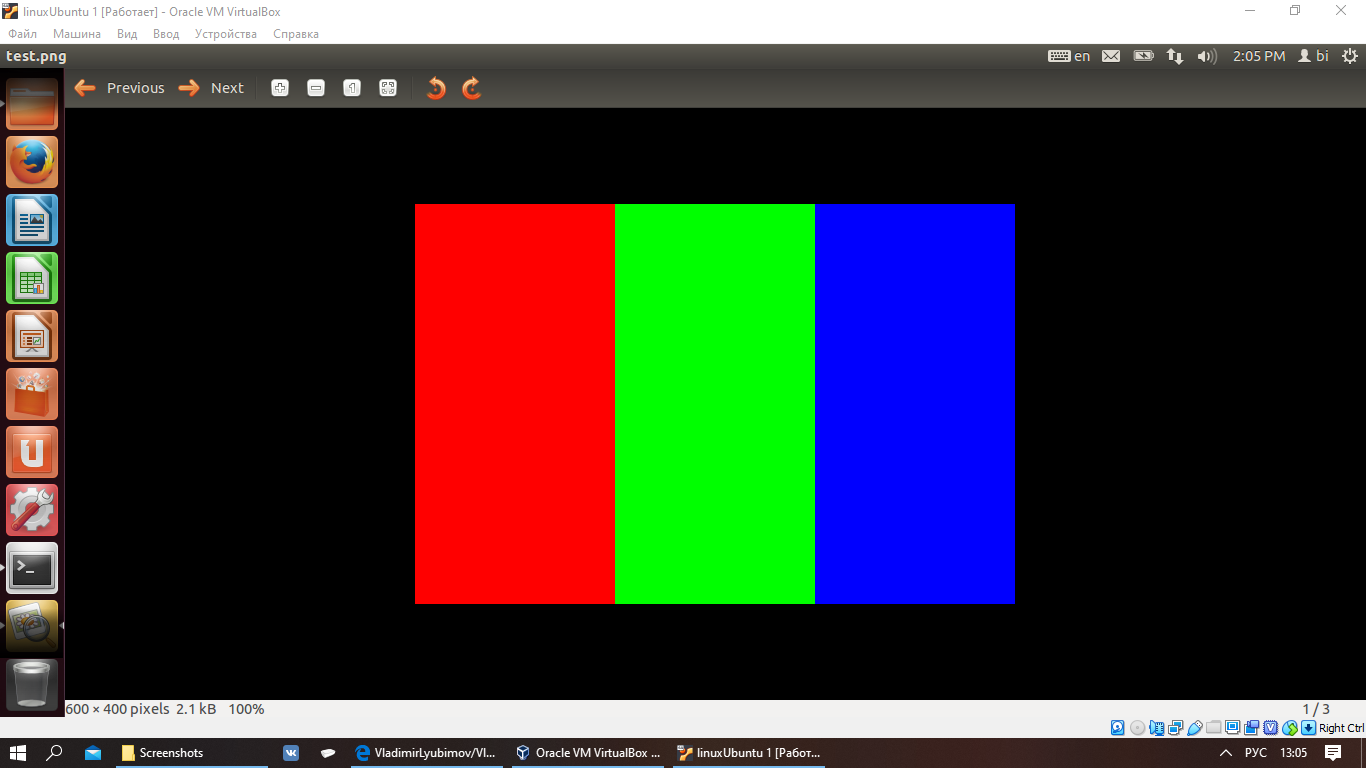 linuxUbuntu 1 [Работает] - Oracle VM VirtualBox
Файл Машина Вид Ввод Устройства Справка
test.png en 2:05 PM bi
Previous Next 1
600 × 400 pixels 2.1 kB 100% 1 / 3
Right Ctrl
Screenshots VladimirLyubimov/Vl... Oracle VM VirtualBox ... linuxUbuntu 1 [Работ... РУС 13:05